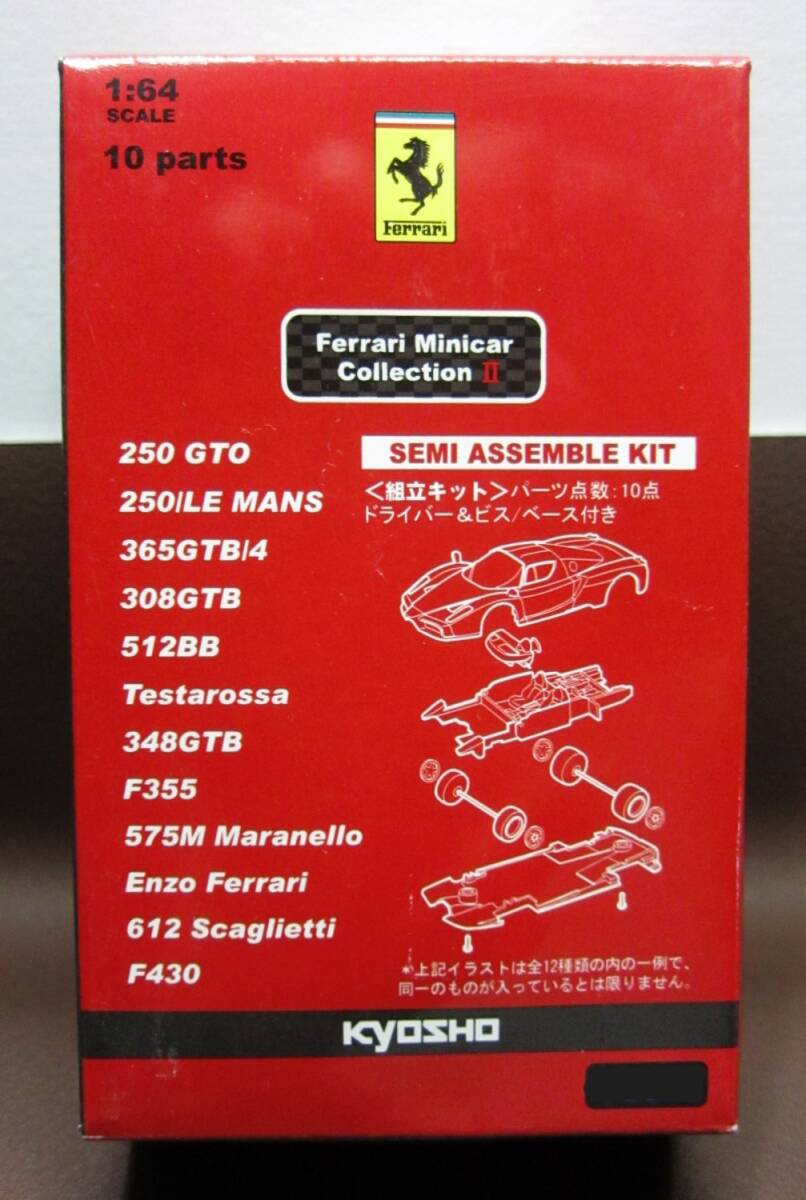 1:64
SCALE
10 parts
Ferrari
Ferrari Minicar
Collection II
250 GTO
250/LE MANS
365GTB/4
308GTB
512BB
Testarossa
348GTB
F355
575M Maranello
Enzo Ferrari
612 Scaglietti
F430
SEMI ASSEMBLE KIT
<組立キット>パーツ点数:10点
ドライバー&ビス/ベース付き
*上記イラストは全12種類の内の一例で、
同一のものが入っているとは限りません。
KYOSHO